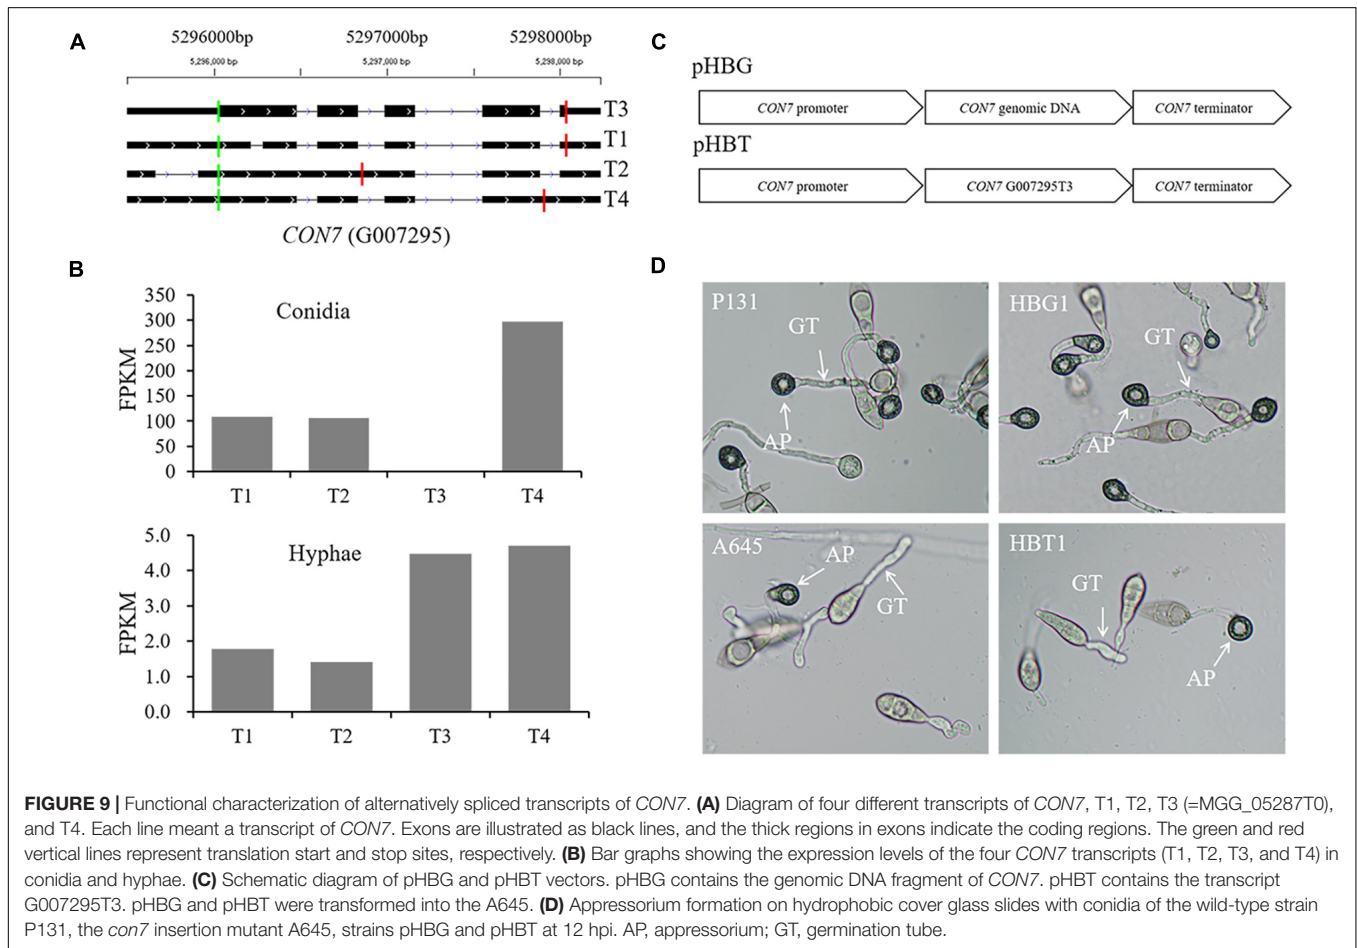 A
5296000bp 5297000bp 5298000bp
5,296,000 bp 5,297,000 bp 5,298,000 bp
T3
T1
T2
T4
CON7 (G007295)
B
Conidia
FPKM
350
300
250
200
150
100
50
0
T1 T2 T3 T4
Hyphae
FPKM
5.0
4.0
3.0
2.0
1.0
0.0
T1 T2 T3 T4
C
pHBG
CON7 promoter CON7 genomic DNA CON7 terminator
pHBT
CON7 promoter CON7 G007295T3 CON7 terminator
D
P131
GT
AP
HBG1
GT
AP
A645
AP
GT
HBT1
GT
AP
FIGURE 9 | Functional characterization of alternatively spliced transcripts of CON7. (A) Diagram of four different transcripts of CON7, T1, T2, T3 (=MGG_05287T0),
and T4. Each line meant a transcript of CON7. Exons are illustrated as black lines, and the thick regions in exons indicate the coding regions. The green and red
vertical lines represent translation start and stop sites, respectively. (B) Bar graphs showing the expression levels of the four CON7 transcripts (T1, T2, T3, and T4) in
conidia and hyphae. (C) Schematic diagram of pHBG and pHBT vectors. pHBG contains the genomic DNA fragment of CON7. pHBT contains the transcript
G007295T3. pHBG and pHBT were transformed into the A645. (D) Appressorium formation on hydrophobic cover glass slides with conidia of the wild-type strain
P131, the con7 insertion mutant A645, strains pHBG and pHBT at 12 hpi. AP, appressorium; GT, germination tube.